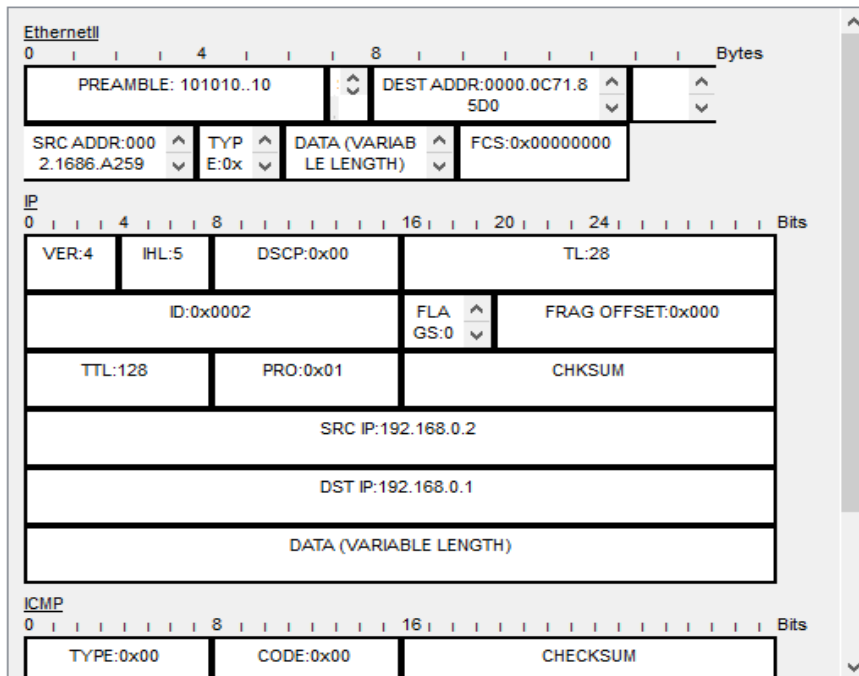 EthernetII
0 4 8 Bytes
PREAMBLE: 101010..10
DEST ADDR:0000.0C71.8
5D0
SRC ADDR:000
2.1686.A259
TYP
E:0x
DATA (VARIAB
LE LENGTH)
FCS:0x00000000
IP
0 4 8 16 20 24 Bits
VER:4 IHL:5 DSCP:0x00 TL:28
ID:0x0002
FLA
GS:0
FRAG OFFSET:0x000
TTL:128 PRO:0x01 CHKSUM
SRC IP:192.168.0.2
DST IP:192.168.0.1
DATA (VARIABLE LENGTH)
ICMP
0 8 16 Bits
TYPE:0x00 CODE:0x00 CHECKSUM